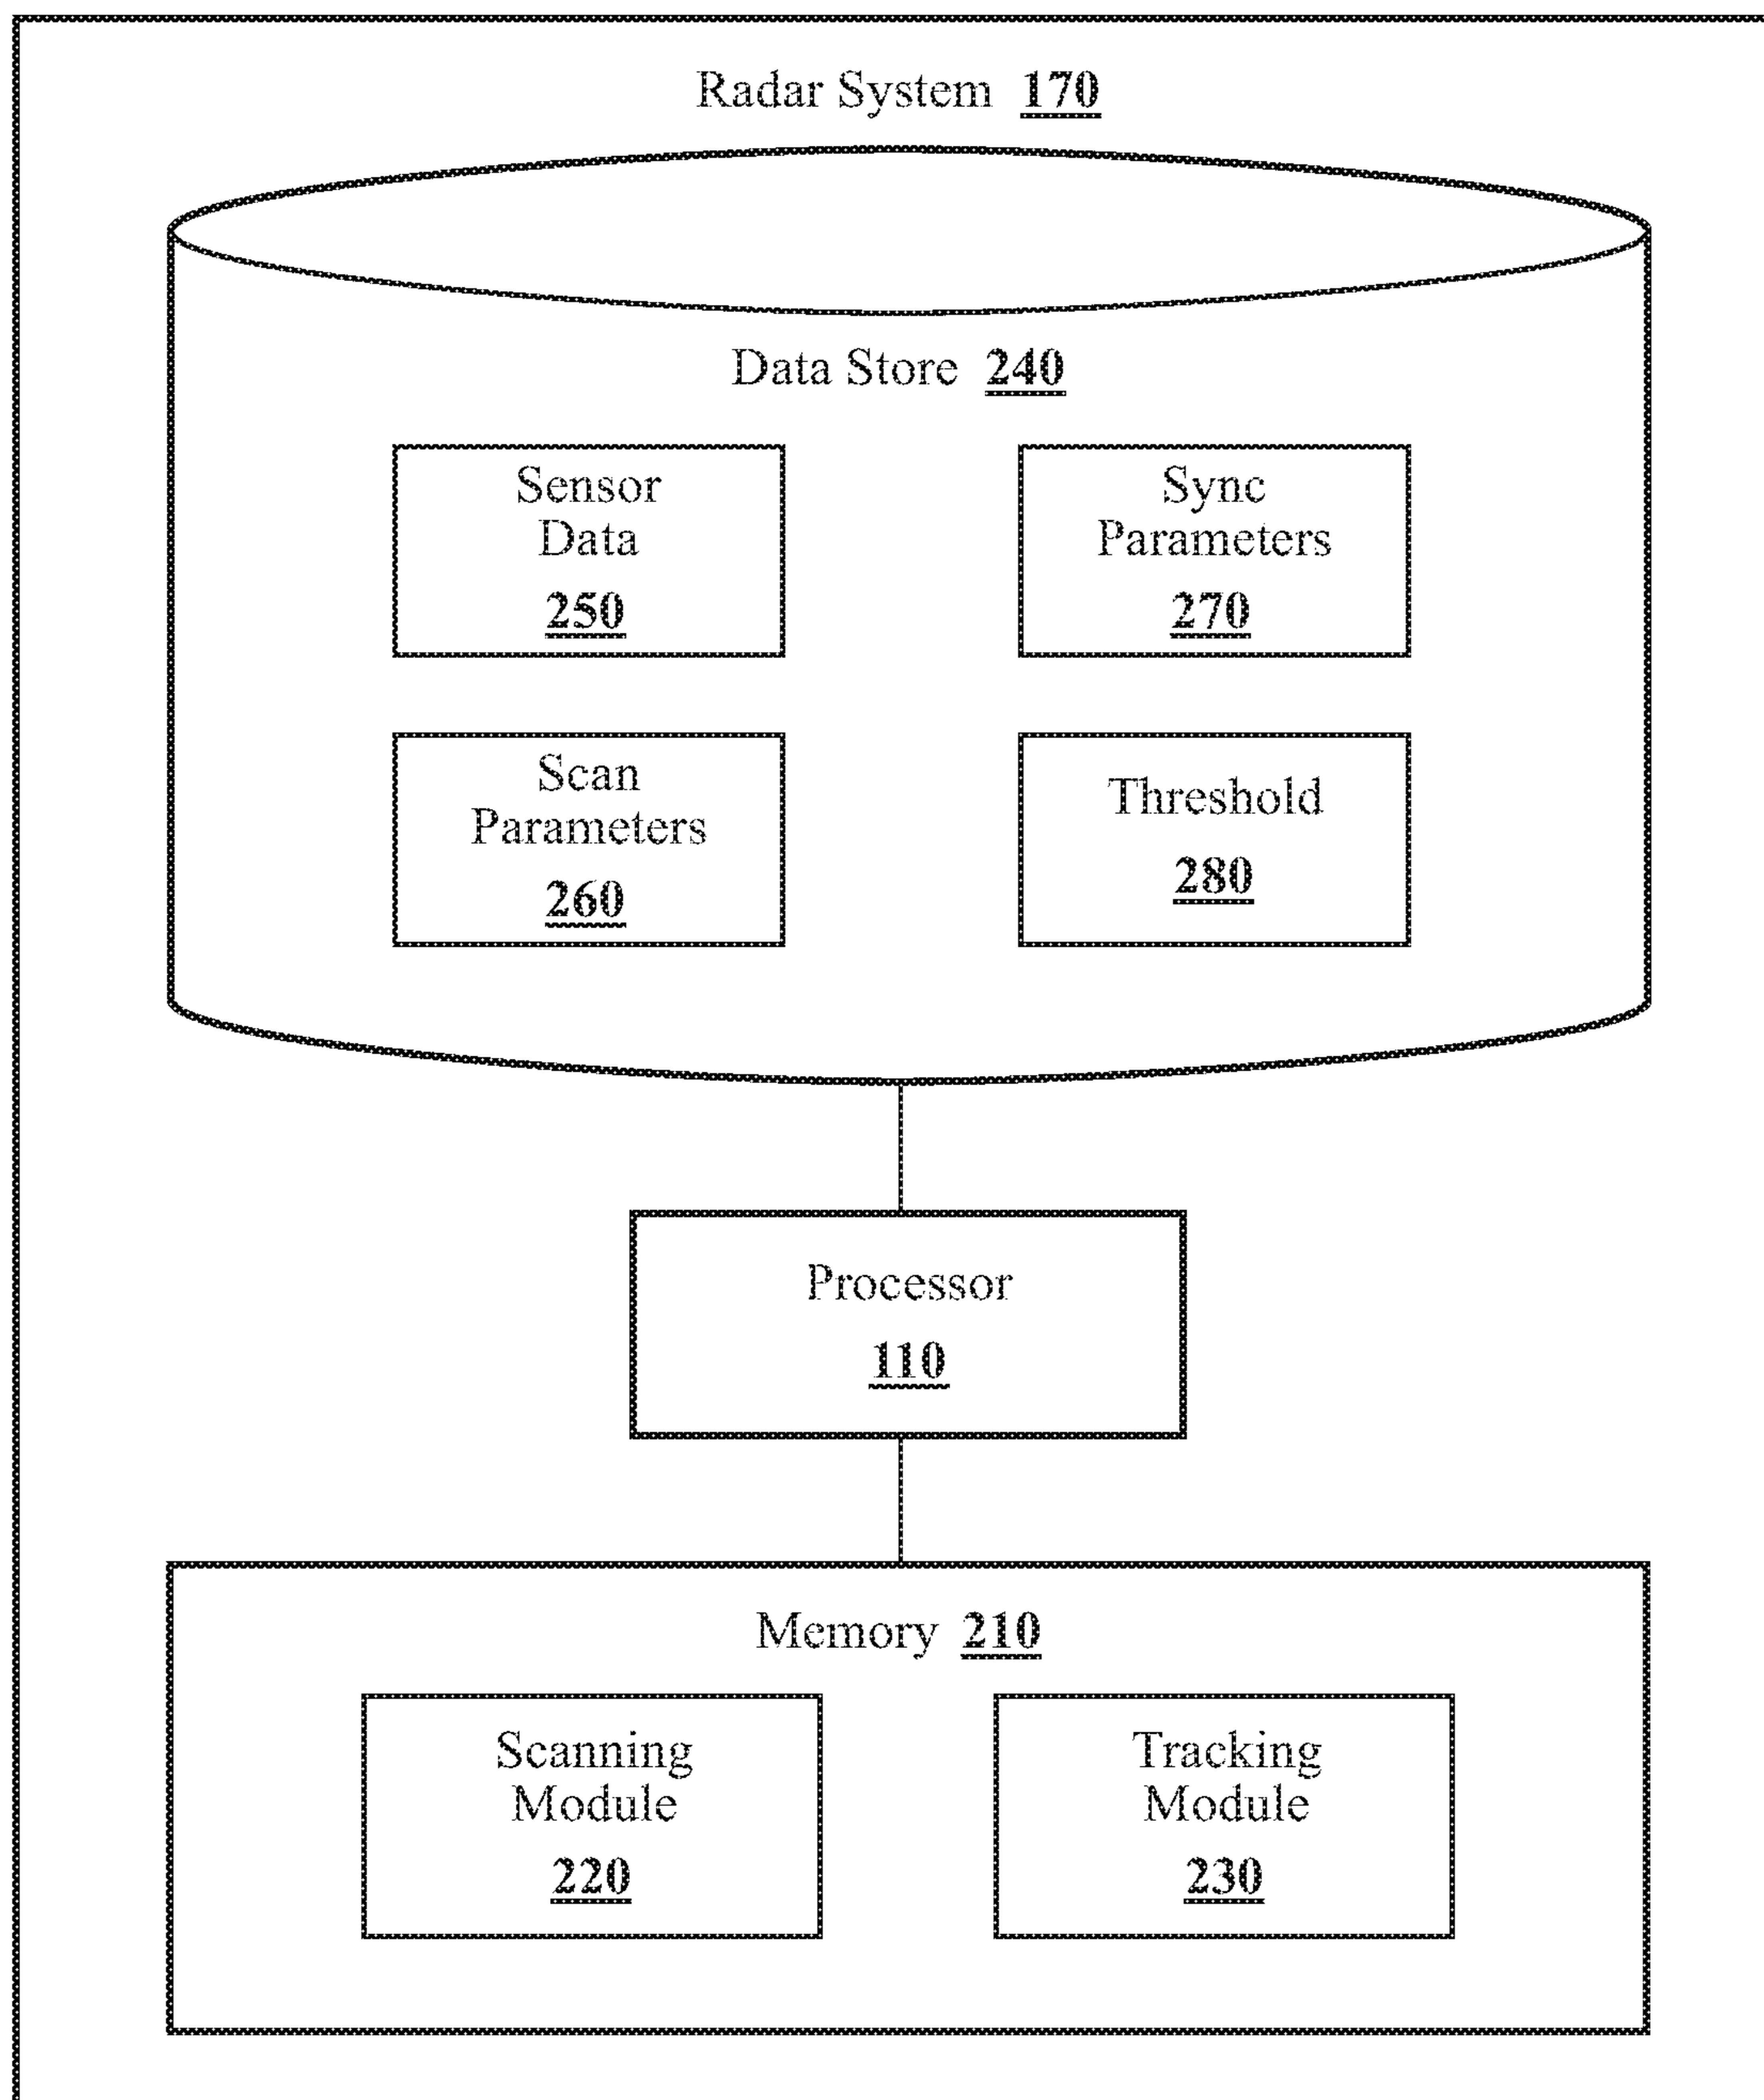 Radar System 170
Data Store 240
Sensor
Data
250
Sync
Parameters
270
Scan
Parameters
260
Threshold
280
Processor
110
Memory 210
Scanning
Module
220
Tracking
Module
230